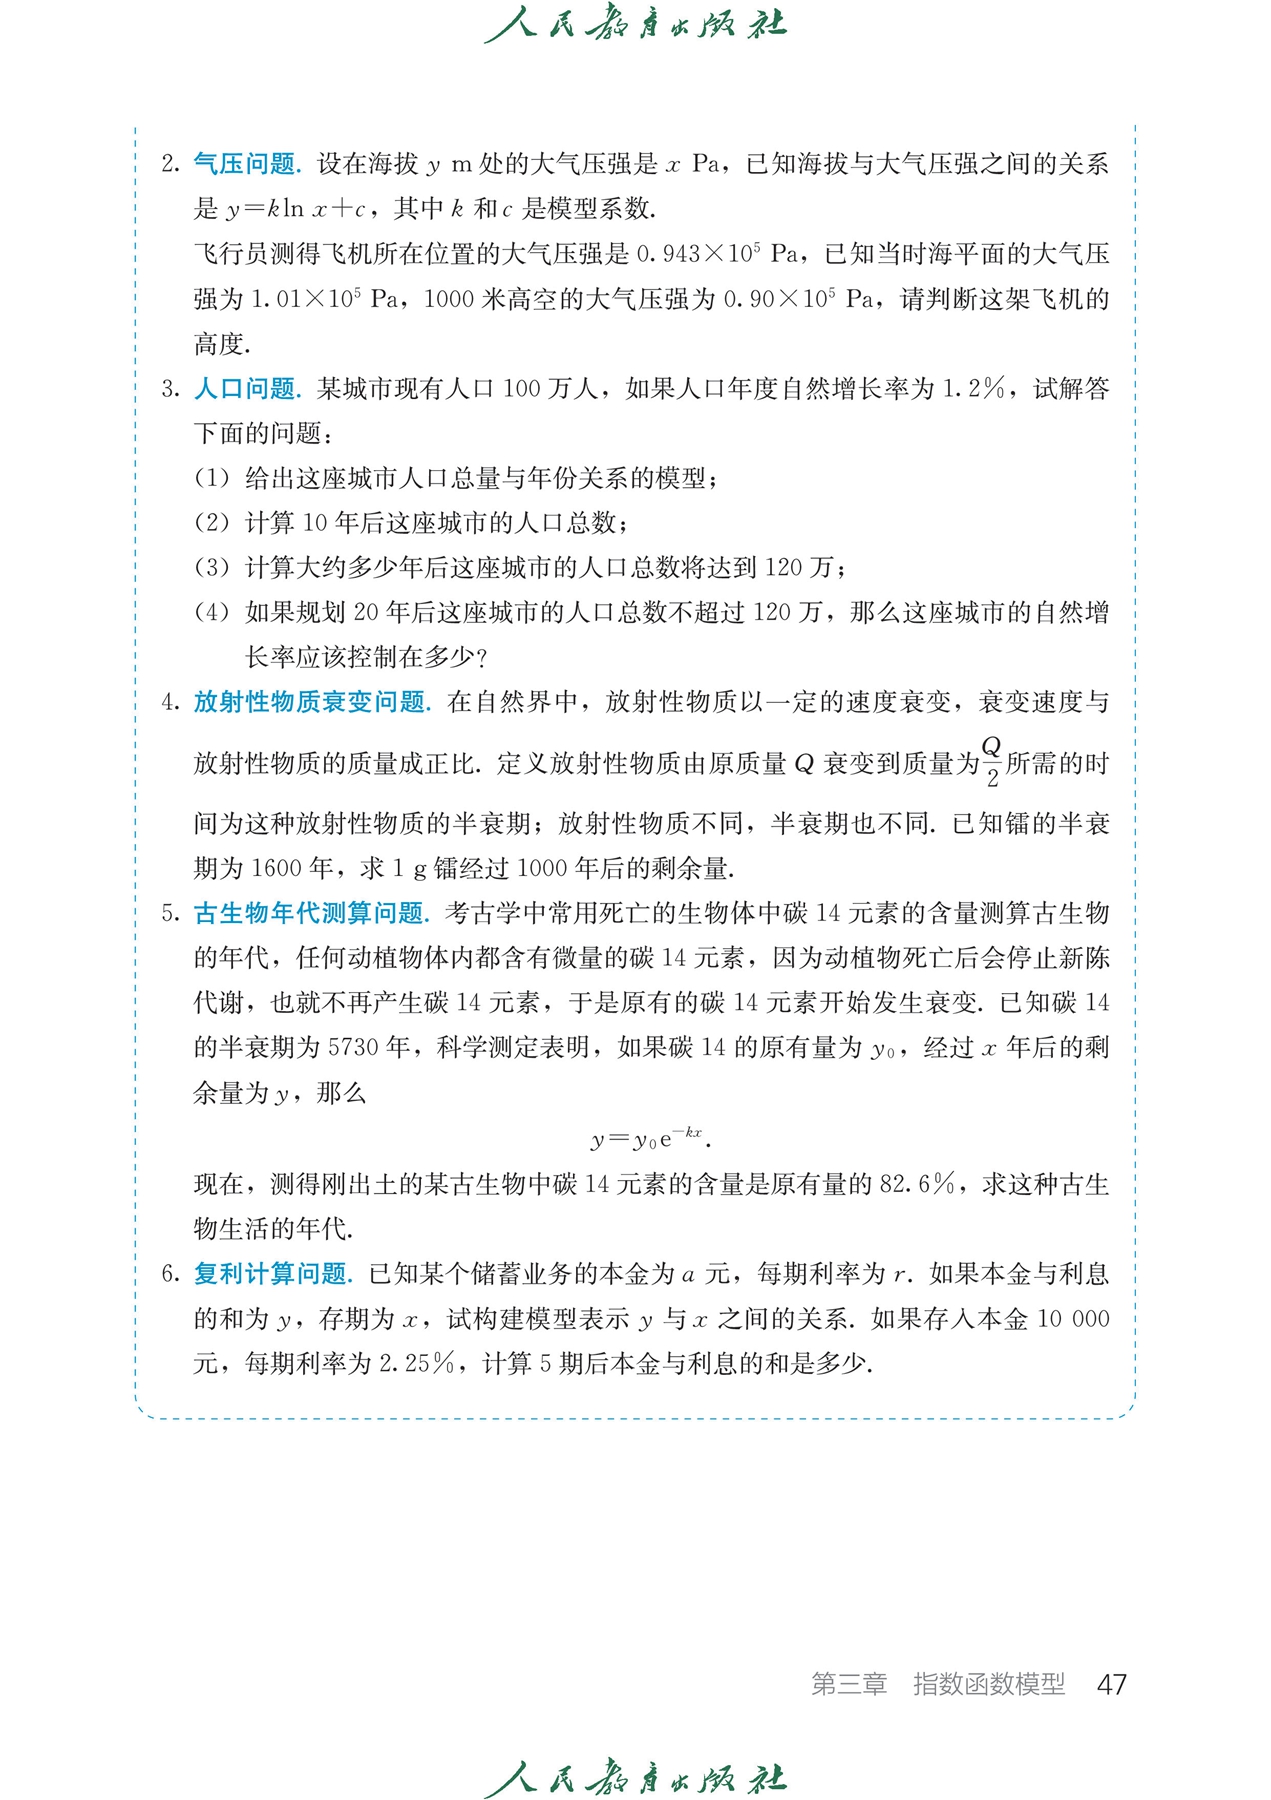 人民教育出版社
2. 气压问题. 设在海拔 y m 处的大气压强是 x Pa，已知海拔与大气压强之间的关系
是 y=kln x+c，其中 k 和 c 是模型系数.
飞行员测得飞机所在位置的大气压强是 0.943×10⁵ Pa，已知当时海平面的大气压
强为 1.01×10⁵ Pa，1000 米高空的大气压强为 0.90×10⁵ Pa，请判断这架飞机的
高度.
3. 人口问题. 某城市现有人口 100 万人，如果人口年度自然增长率为 1.2%，试解答
下面的问题：
（1）给出这座城市人口总量与年份关系的模型；
（2）计算 10 年后这座城市的人口总数；
（3）计算大约多少年后这座城市的人口总数将达到 120 万；
（4）如果规划 20 年后这座城市的人口总数不超过 120 万，那么这座城市的自然增
长率应该控制在多少?
4. 放射性物质衰变问题. 在自然界中，放射性物质以一定的速度衰变，衰变速度与
放射性物质的质量成正比. 定义放射性物质由原质量 Q 衰变到质量为 Q/2 所需的时
间为这种放射性物质的半衰期；放射性物质不同，半衰期也不同. 已知镭的半衰
期为 1600 年，求 1 g 镭经过 1000 年后的剩余量.
5. 古生物年代测算问题. 考古学中常用死亡的生物体中碳 14 元素的含量测算古生物
的年代，任何动植物体内都含有微量的碳 14 元素，因为动植物死亡后会停止新陈
代谢，也就不再产生碳 14 元素，于是原有的碳 14 元素开始发生衰变. 已知碳 14
的半衰期为 5730 年，科学测定表明，如果碳 14 的原有量为 y₀，经过 x 年后的剩
余量为 y，那么
y=y₀e⁻ᵏˣ.
现在，测得刚出土的某古生物中碳 14 元素的含量是原有量的 82.6%，求这种古生
物生活的年代.
6. 复利计算问题. 已知某个储蓄业务的本金为 a 元，每期利率为 r. 如果本金与利息
的和为 y，存期为 x，试构建模型表示 y 与 x 之间的关系. 如果存入本金 10 000
元，每期利率为 2.25%，计算 5 期后本金与利息的和是多少.
第三章 指数函数模型 47
人民教育出版社